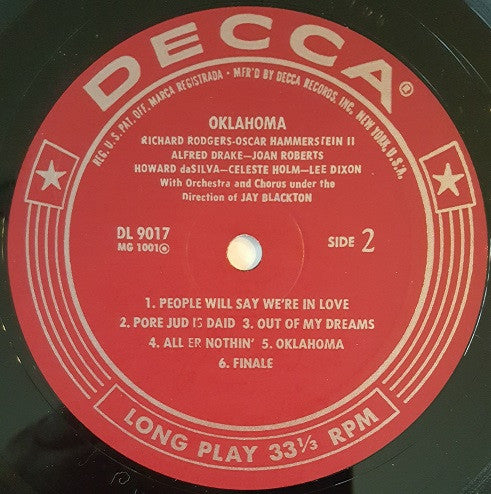 DECCA®
REG. U.S. PAT. OFF. MARCA REGISTRADA • MFR'D BY DECCA RECORDS, INC., NEW YORK, U.S.A.
OKLAHOMA
RICHARD RODGERS-OSCAR HAMMERSTEIN II
ALFRED DRAKE—JOAN ROBERTS
HOWARD daSILVA—CELESTE HOLM—LEE DIXON
With Orchestra and Chorus under the
Direction of JAY BLACKTON
DL 9017
MG 1001
SIDE 2
1. PEOPLE WILL SAY WE'RE IN LOVE
2. PORE JUD IS DAID 3. OUT OF MY DREAMS
4. ALL ER NOTHIN' 5. OKLAHOMA
6. FINALE
LONG PLAY 33⅓ RPM